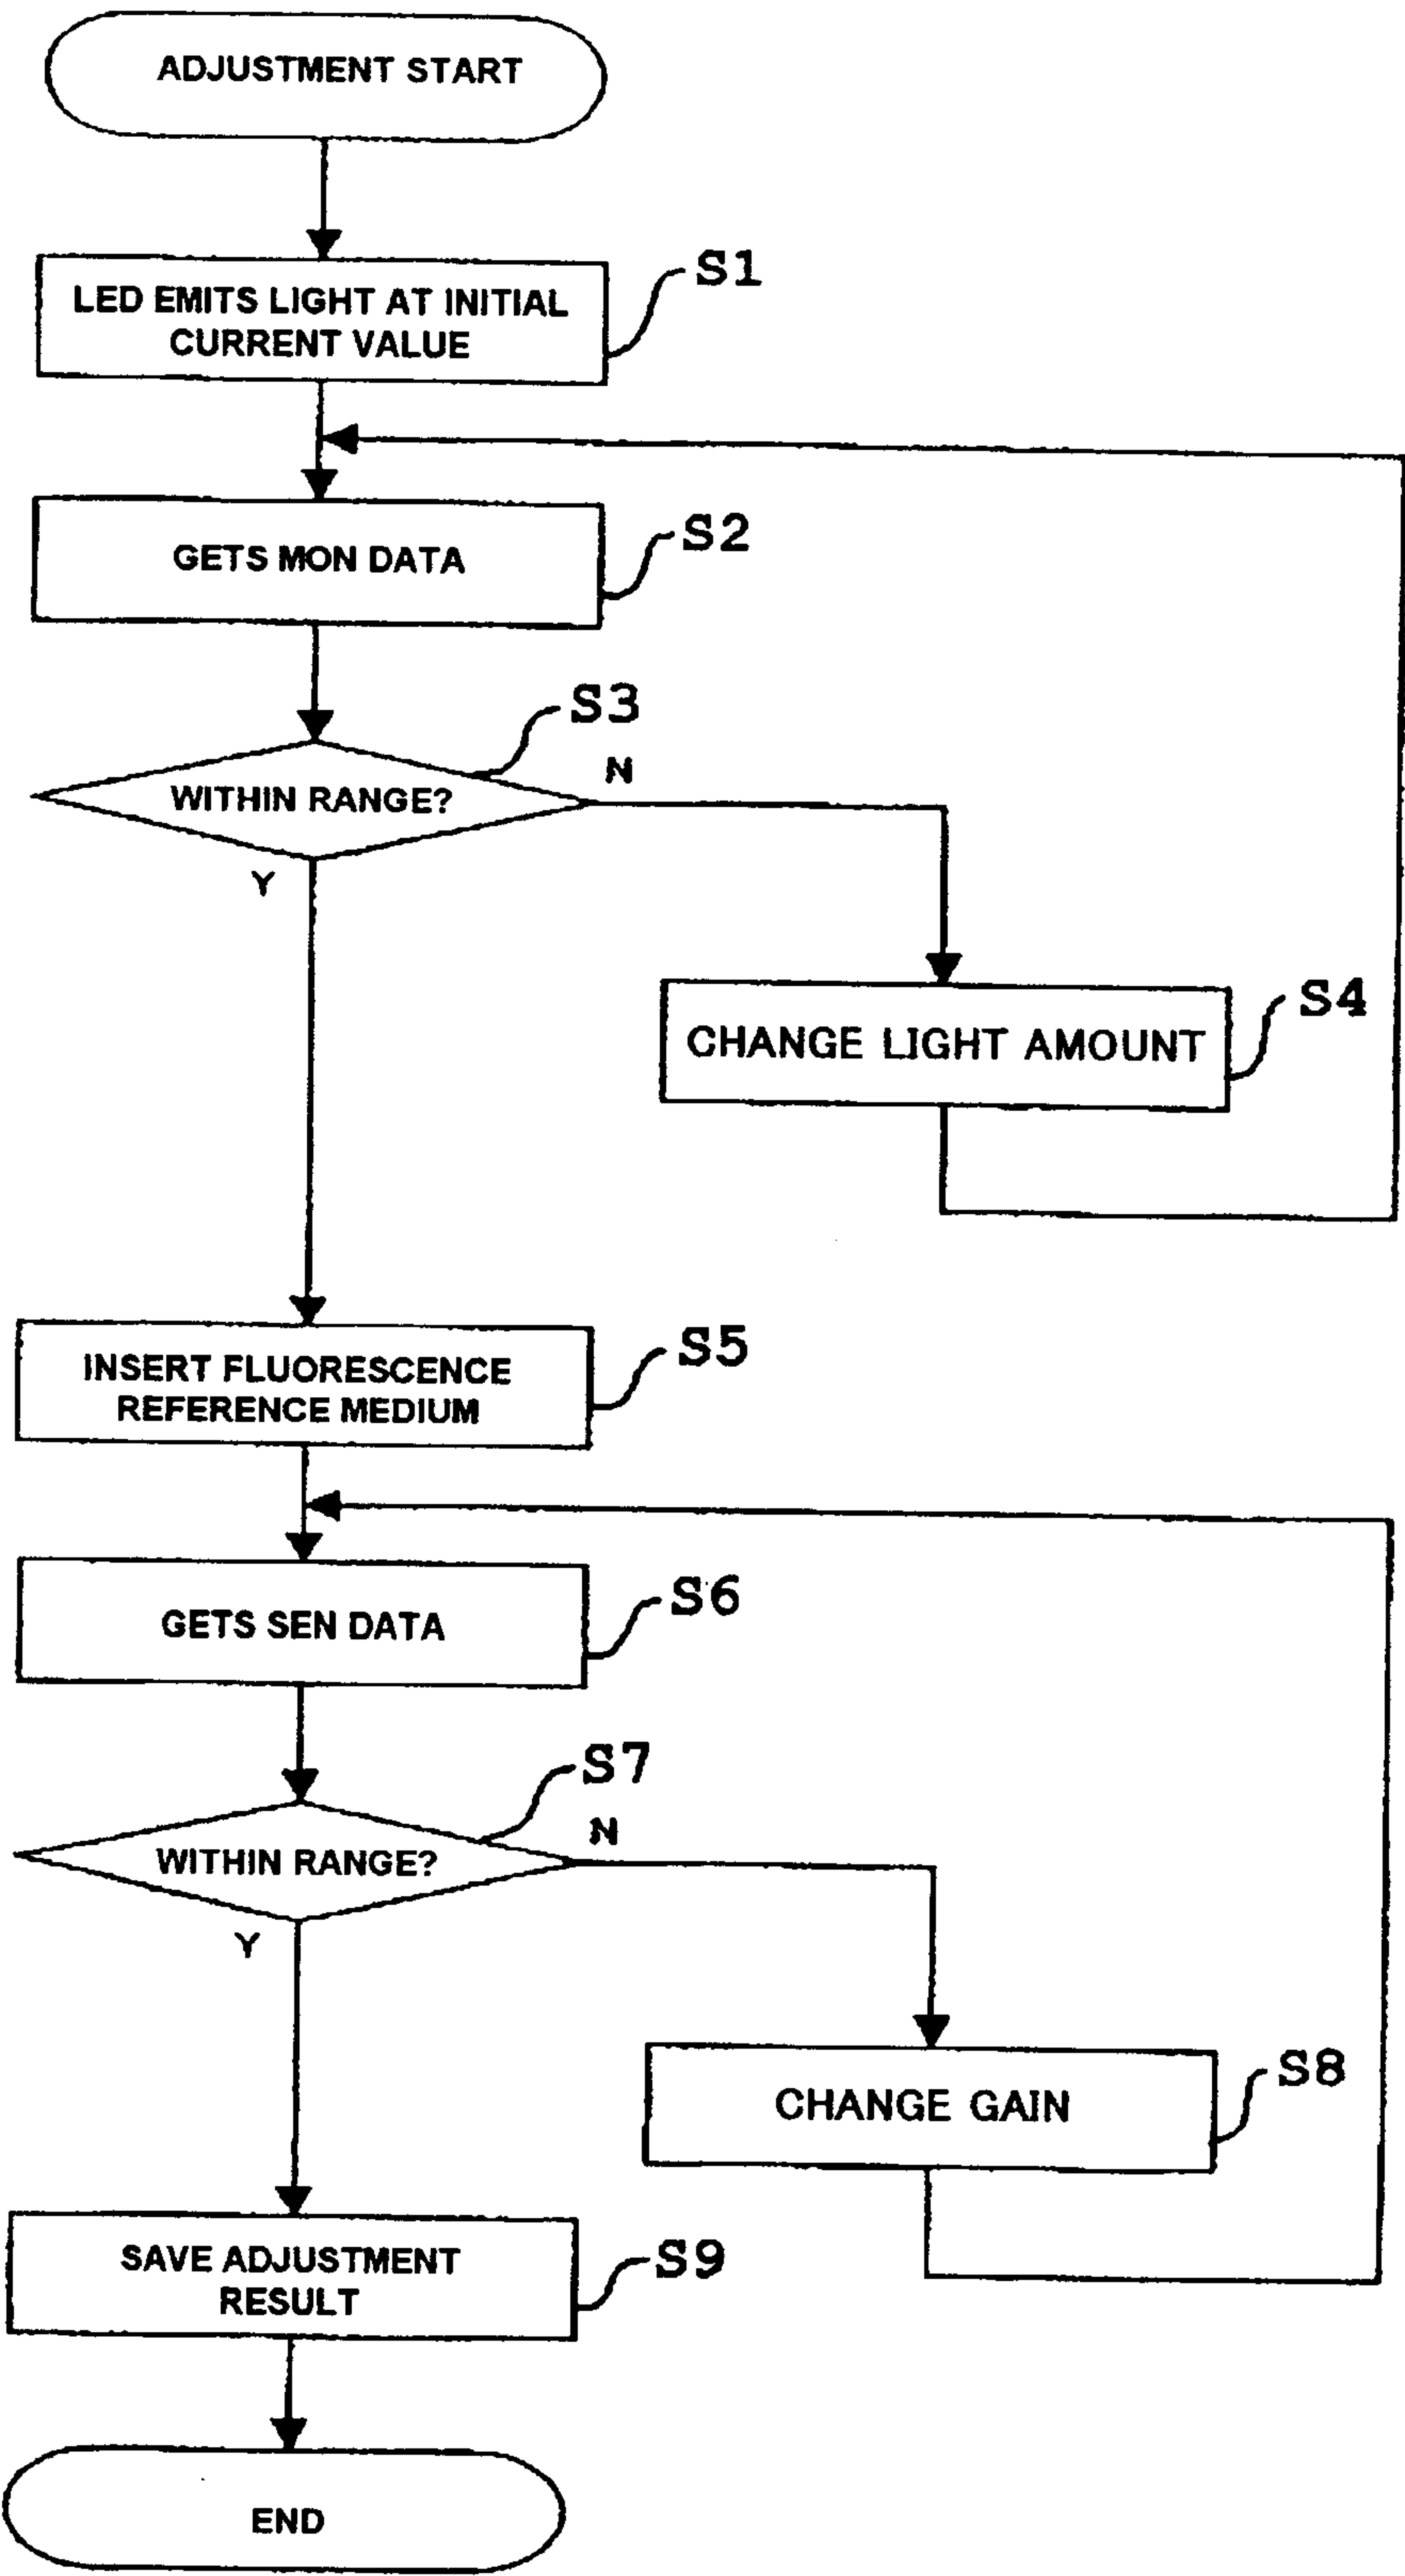 ADJUSTMENT START
LED EMITS LIGHT AT INITIAL
CURRENT VALUE
S1
GETS MON DATA
S2
S3
WITHIN RANGE?
N
Y
CHANGE LIGHT AMOUNT
S4
INSERT FLUORESCENCE
REFERENCE MEDIUM
S5
GETS SEN DATA
S6
S7
WITHIN RANGE?
N
Y
CHANGE GAIN
S8
SAVE ADJUSTMENT
RESULT
S9
END